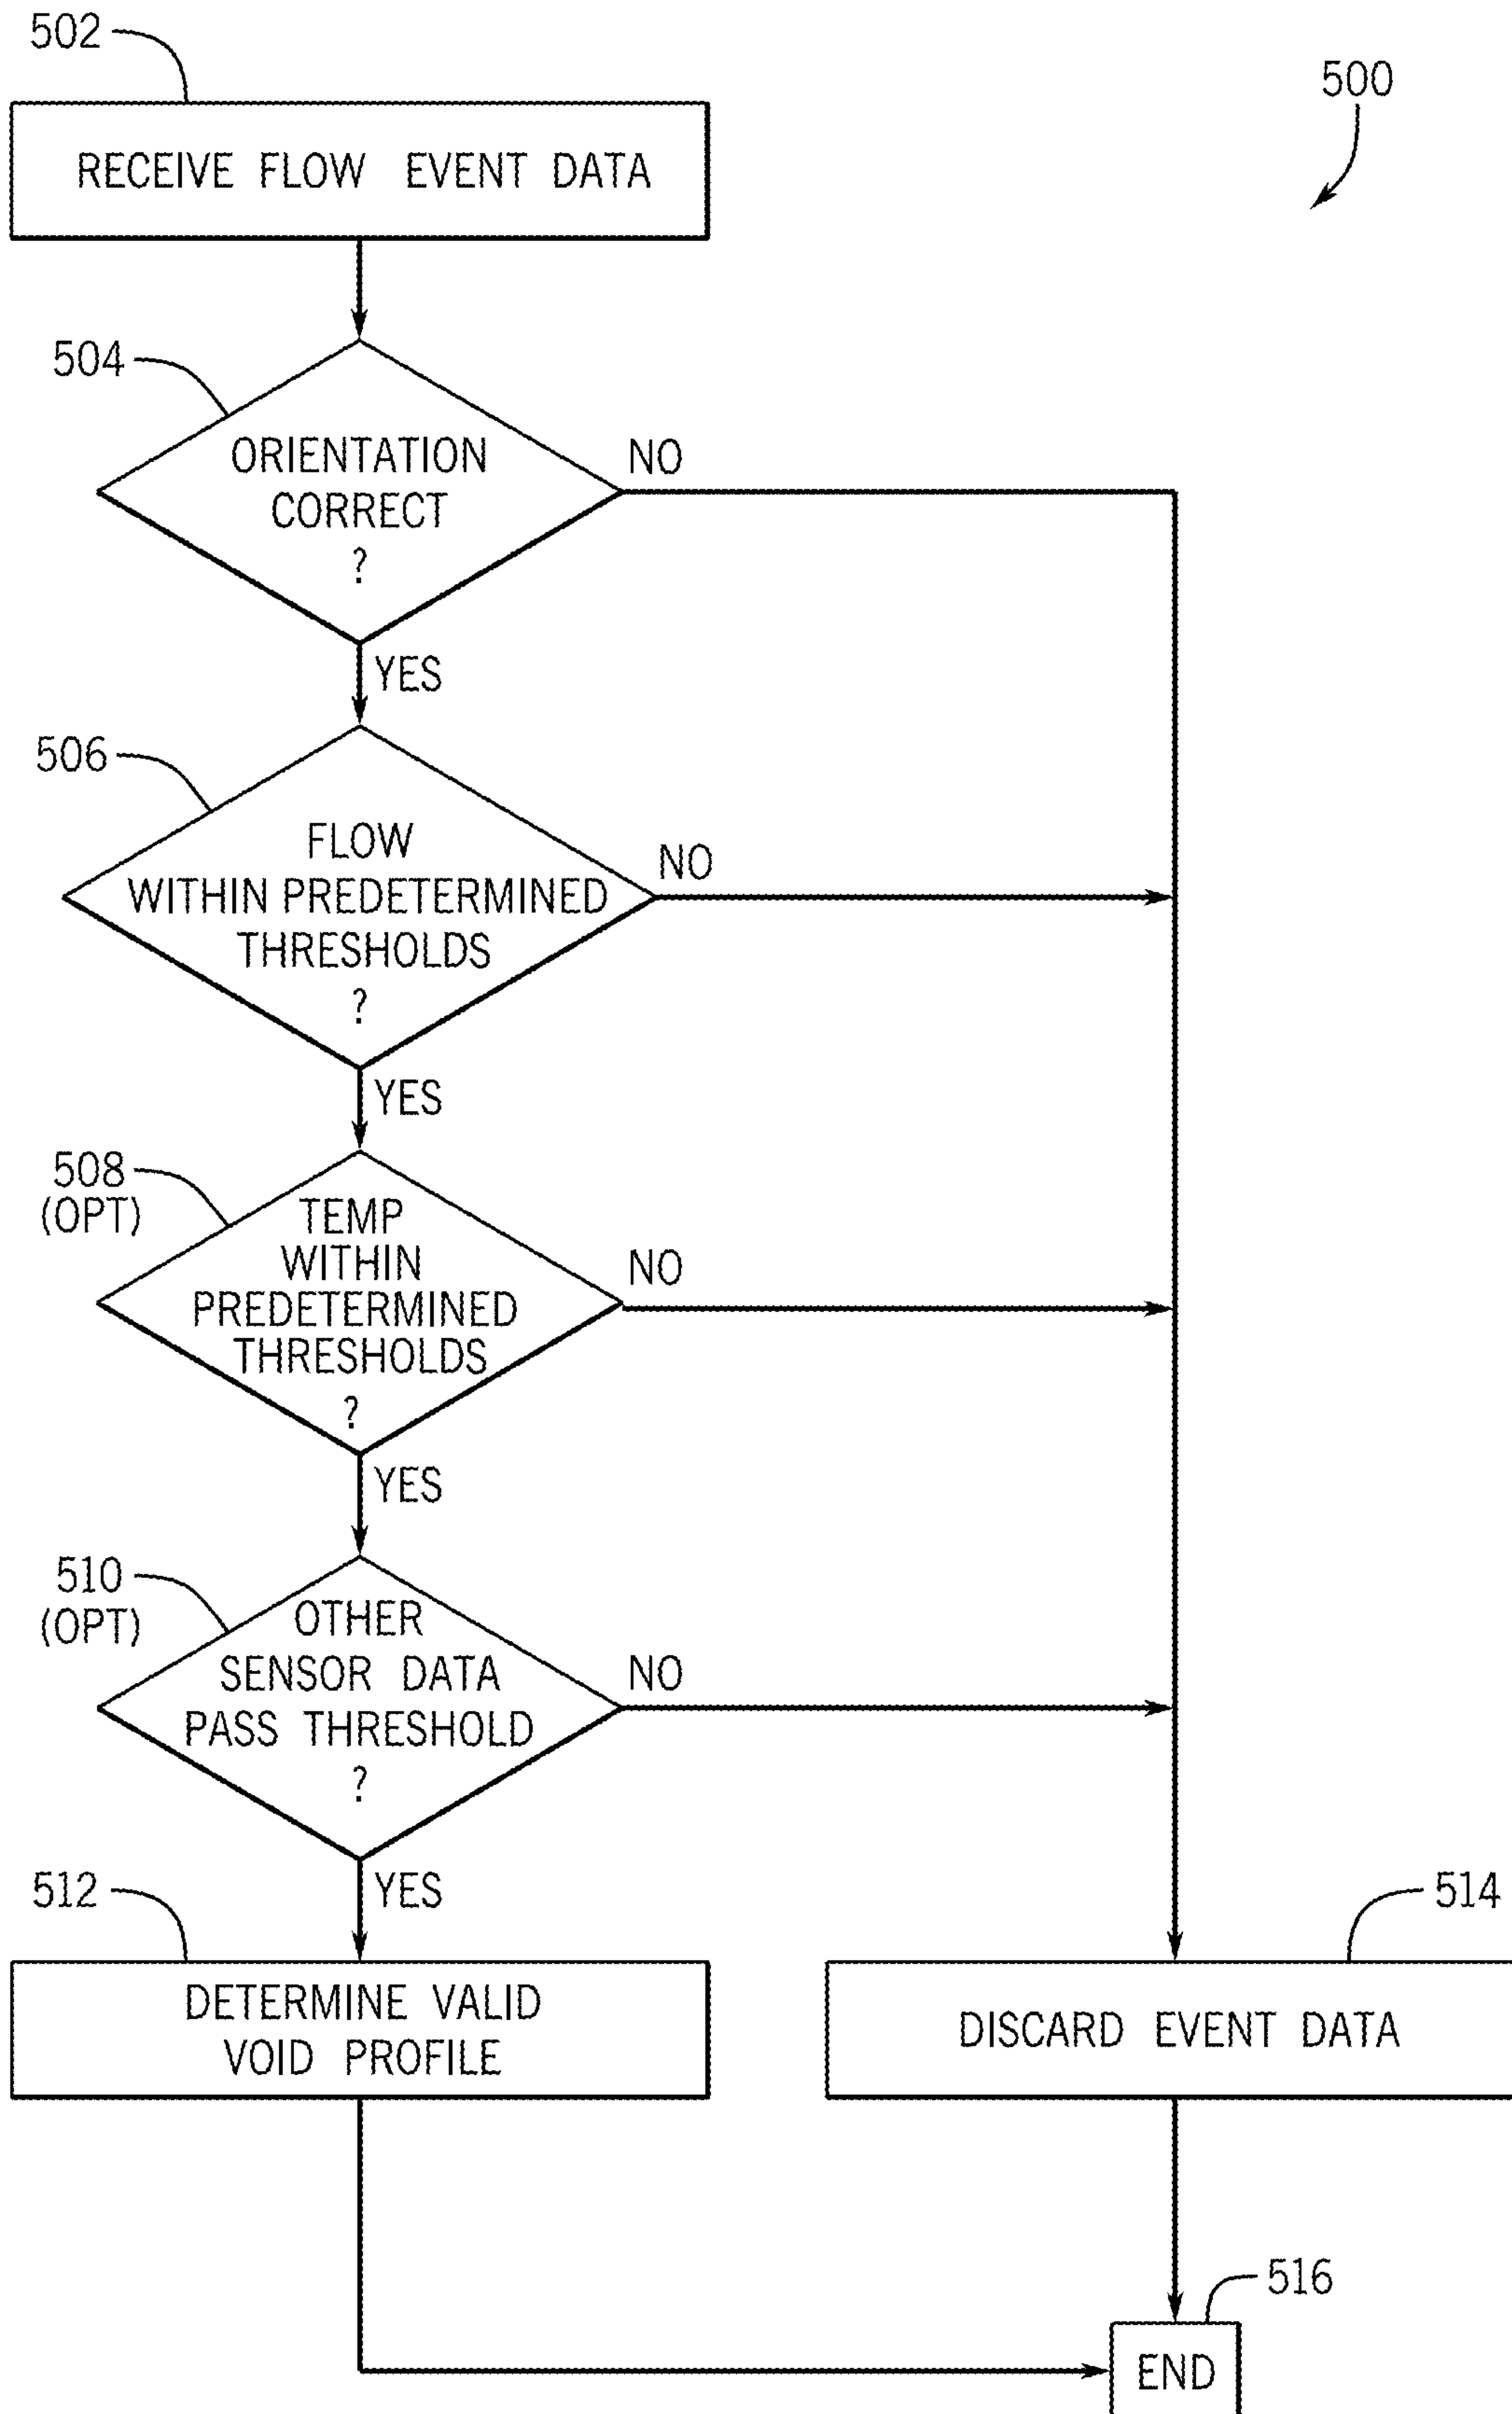 502
500
RECEIVE FLOW EVENT DATA
504
ORIENTATION
CORRECT
?
NO
YES
506
FLOW
WITHIN PREDETERMINED
THRESHOLDS
?
NO
YES
508
(OPT)
TEMP
WITHIN
PREDETERMINED
THRESHOLDS
?
NO
YES
510
(OPT)
OTHER
SENSOR DATA
PASS THRESHOLD
?
NO
YES
512
514
DETERMINE VALID
VOID PROFILE
DISCARD EVENT DATA
516
END